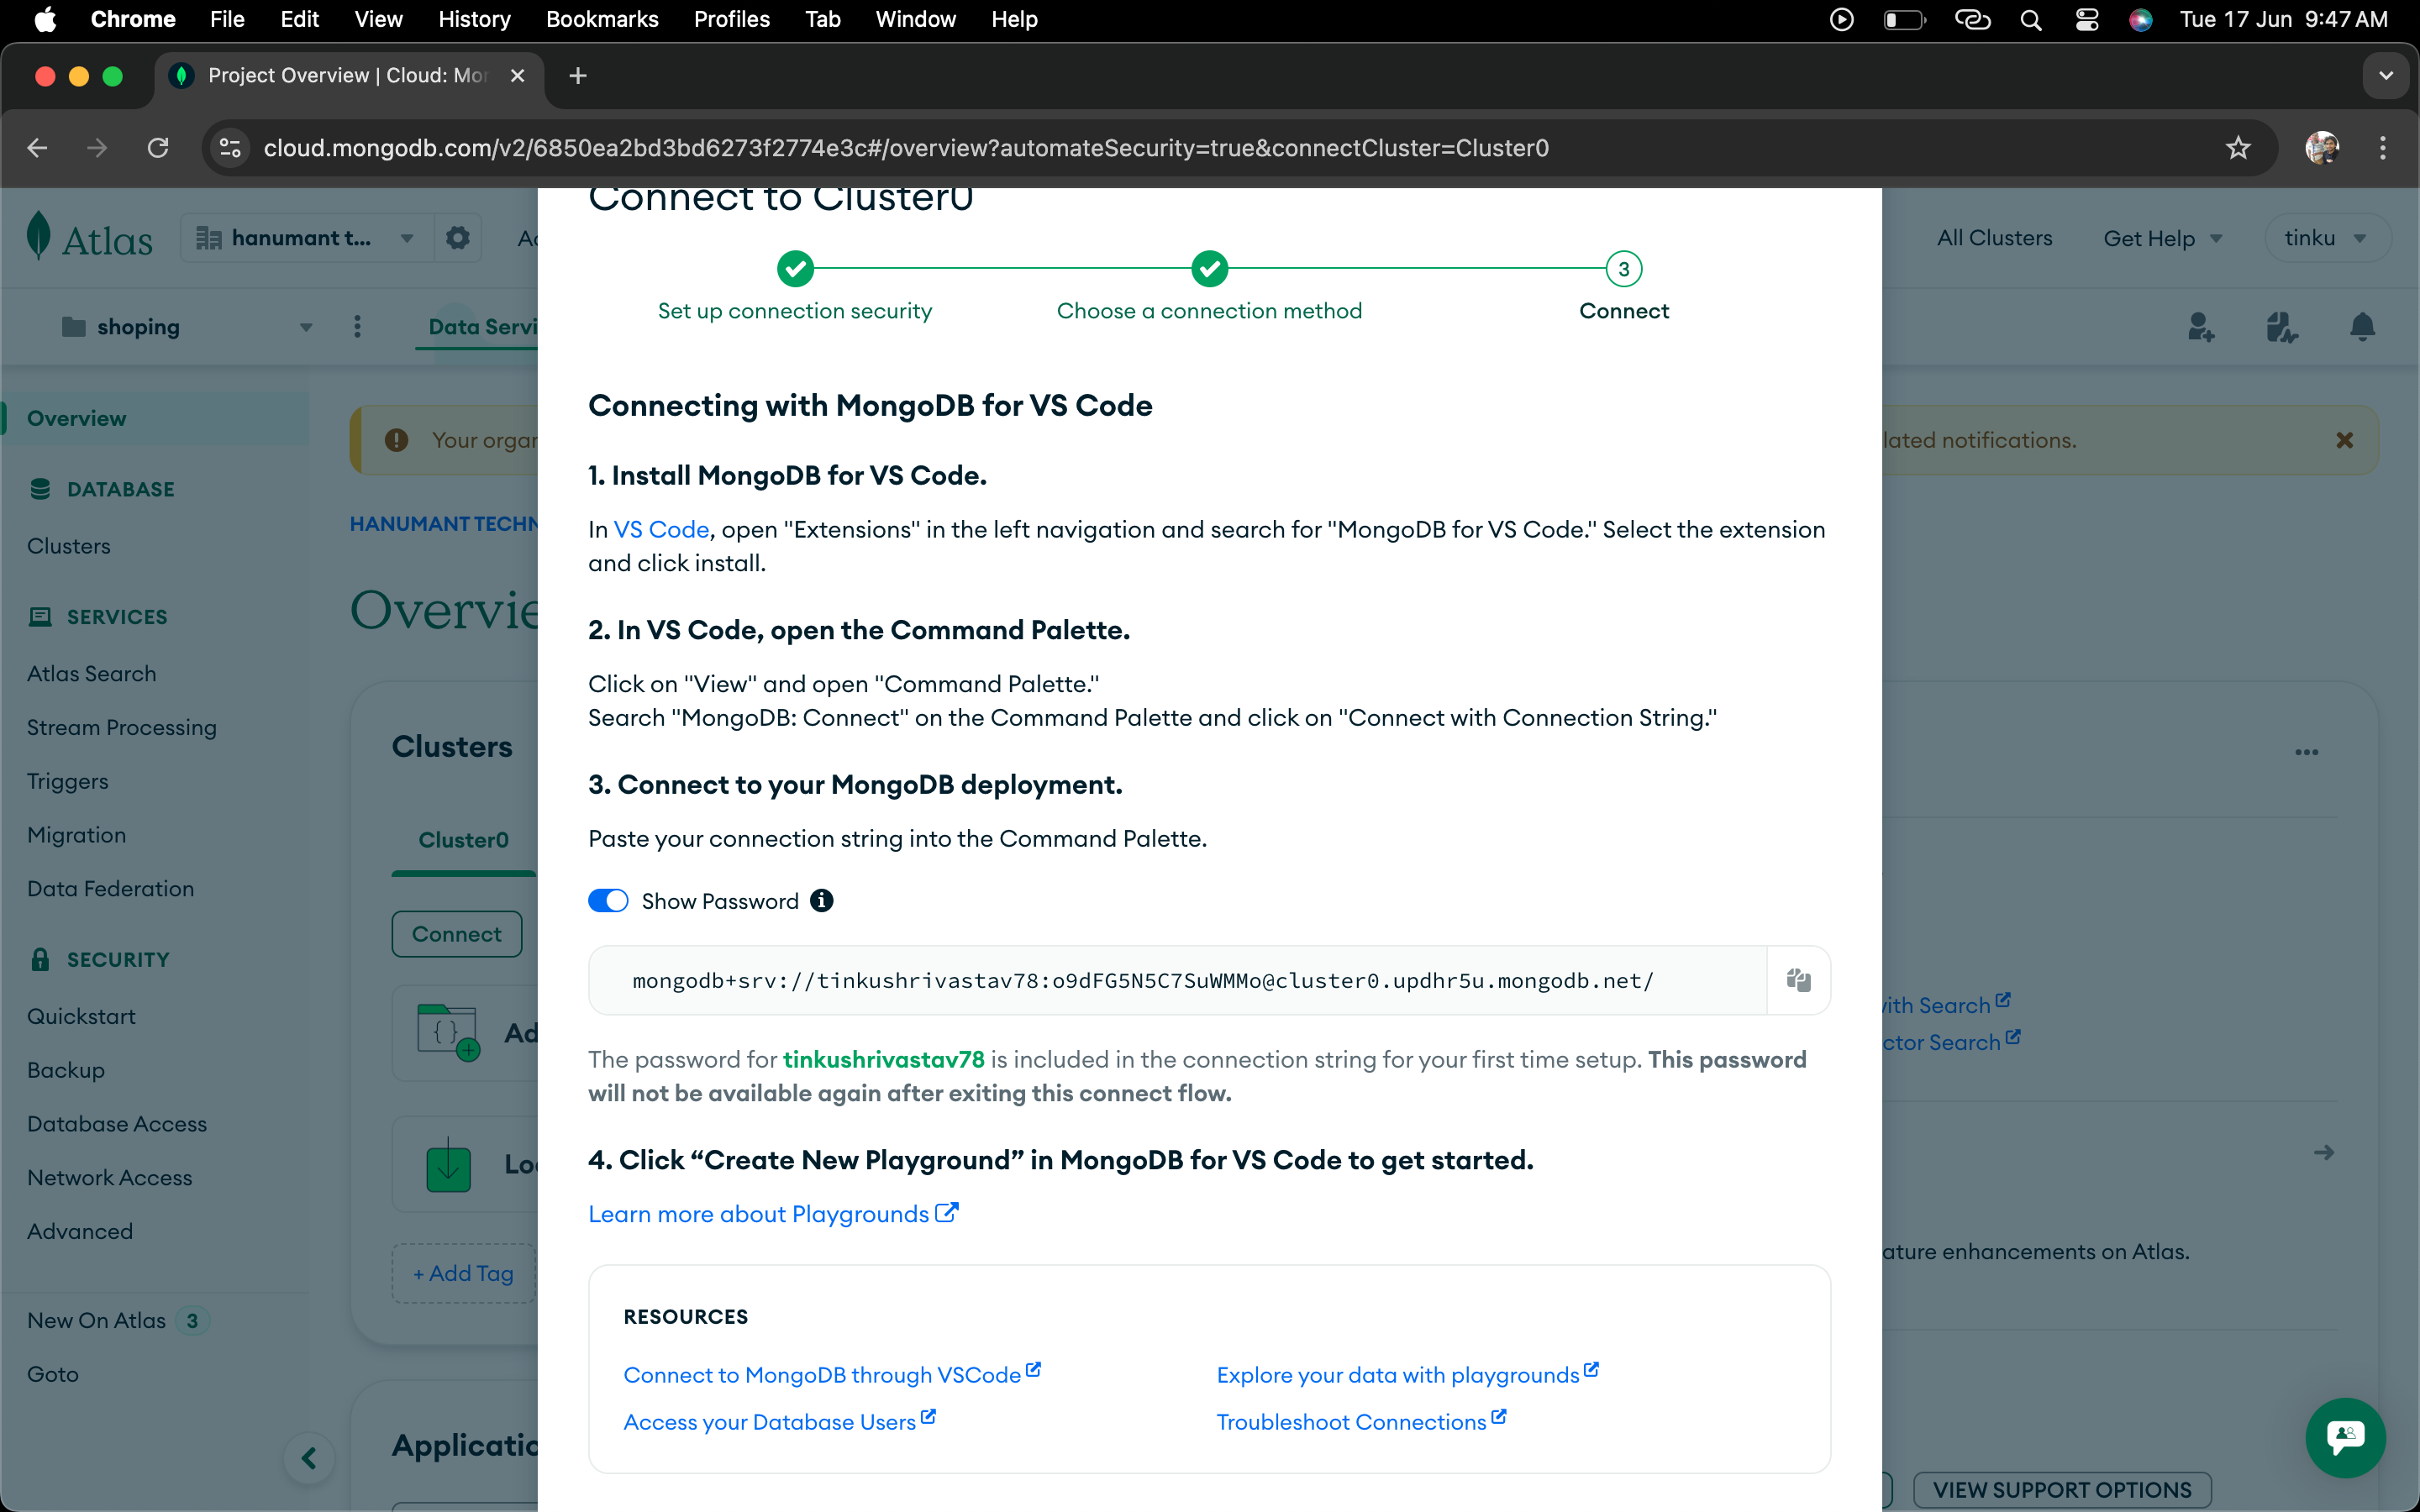 Chrome File Edit View History Bookmarks Profiles Tab Window Help Tue 17 Jun 9:47 AM
Project Overview | Cloud: Mon
cloud.mongodb.com/v2/6850ea2bd3bd6273f2774e3c#/overview?automateSecurity=true&connectCluster=Cluster0
Atlas
hanumant t...
All Clusters
Get Help
tinku
shoping
Data Servi
Overview
DATABASE
Clusters
SERVICES
Atlas Search
Stream Processing
Triggers
Migration
Data Federation
SECURITY
Quickstart
Backup
Database Access
Network Access
Advanced
New On Atlas 3
Goto
Your organ
HANUMANT TECHN
Overvie
Clusters
Cluster0
Connect
Ad
Lo
+ Add Tag
Applicatio
Connect to Cluster0
3
Set up connection security
Choose a connection method
Connect
Connecting with MongoDB for VS Code
1. Install MongoDB for VS Code.
In VS Code, open "Extensions" in the left navigation and search for "MongoDB for VS Code." Select the extension
and click install.
2. In VS Code, open the Command Palette.
Click on "View" and open "Command Palette."
Search "MongoDB: Connect" on the Command Palette and click on "Connect with Connection String."
3. Connect to your MongoDB deployment.
Paste your connection string into the Command Palette.
Show Password
mongodb+srv://tinkushrivastav78:o9dFG5N5C7SuWMMo@cluster0.updhr5u.mongodb.net/
The password for tinkushrivastav78 is included in the connection string for your first time setup. This password
will not be available again after exiting this connect flow.
4. Click “Create New Playground” in MongoDB for VS Code to get started.
Learn more about Playgrounds
RESOURCES
Connect to MongoDB through VSCode
Explore your data with playgrounds
Access your Database Users
Troubleshoot Connections
lated notifications.
ith Search
ctor Search
ature enhancements on Atlas.
VIEW SUPPORT OPTIONS